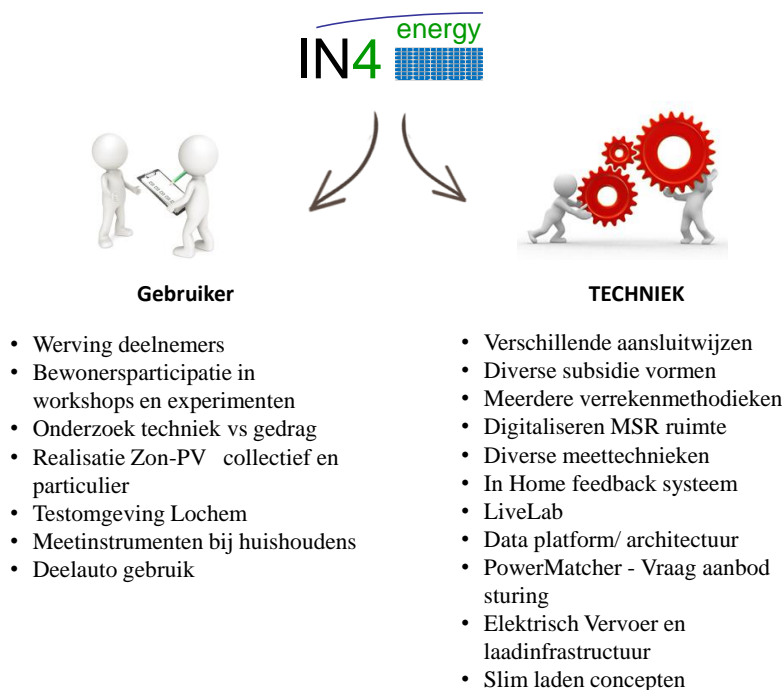 energy
IN4
Gebruiker
• Werving deelnemers
• Bewonersparticipatie in
workshops en experimenten
• Onderzoek techniek vs gedrag
• Realisatie Zon-PV collectief en
particulier
• Testomgeving Lochem
• Meetinstrumenten bij huishoudens
• Deelauto gebruik
TECHNIEK
• Verschillende aansluitwijzen
• Diverse subsidie vormen
• Meerdere verrekenmethodieken
• Digitaliseren MSR ruimte
• Diverse meettechnieken
• In Home feedback systeem
• LiveLab
• Data platform/ architectuur
• PowerMatcher - Vraag aanbod
sturing
• Elektrisch Vervoer en
laadinfrastructuur
• Slim laden concepten